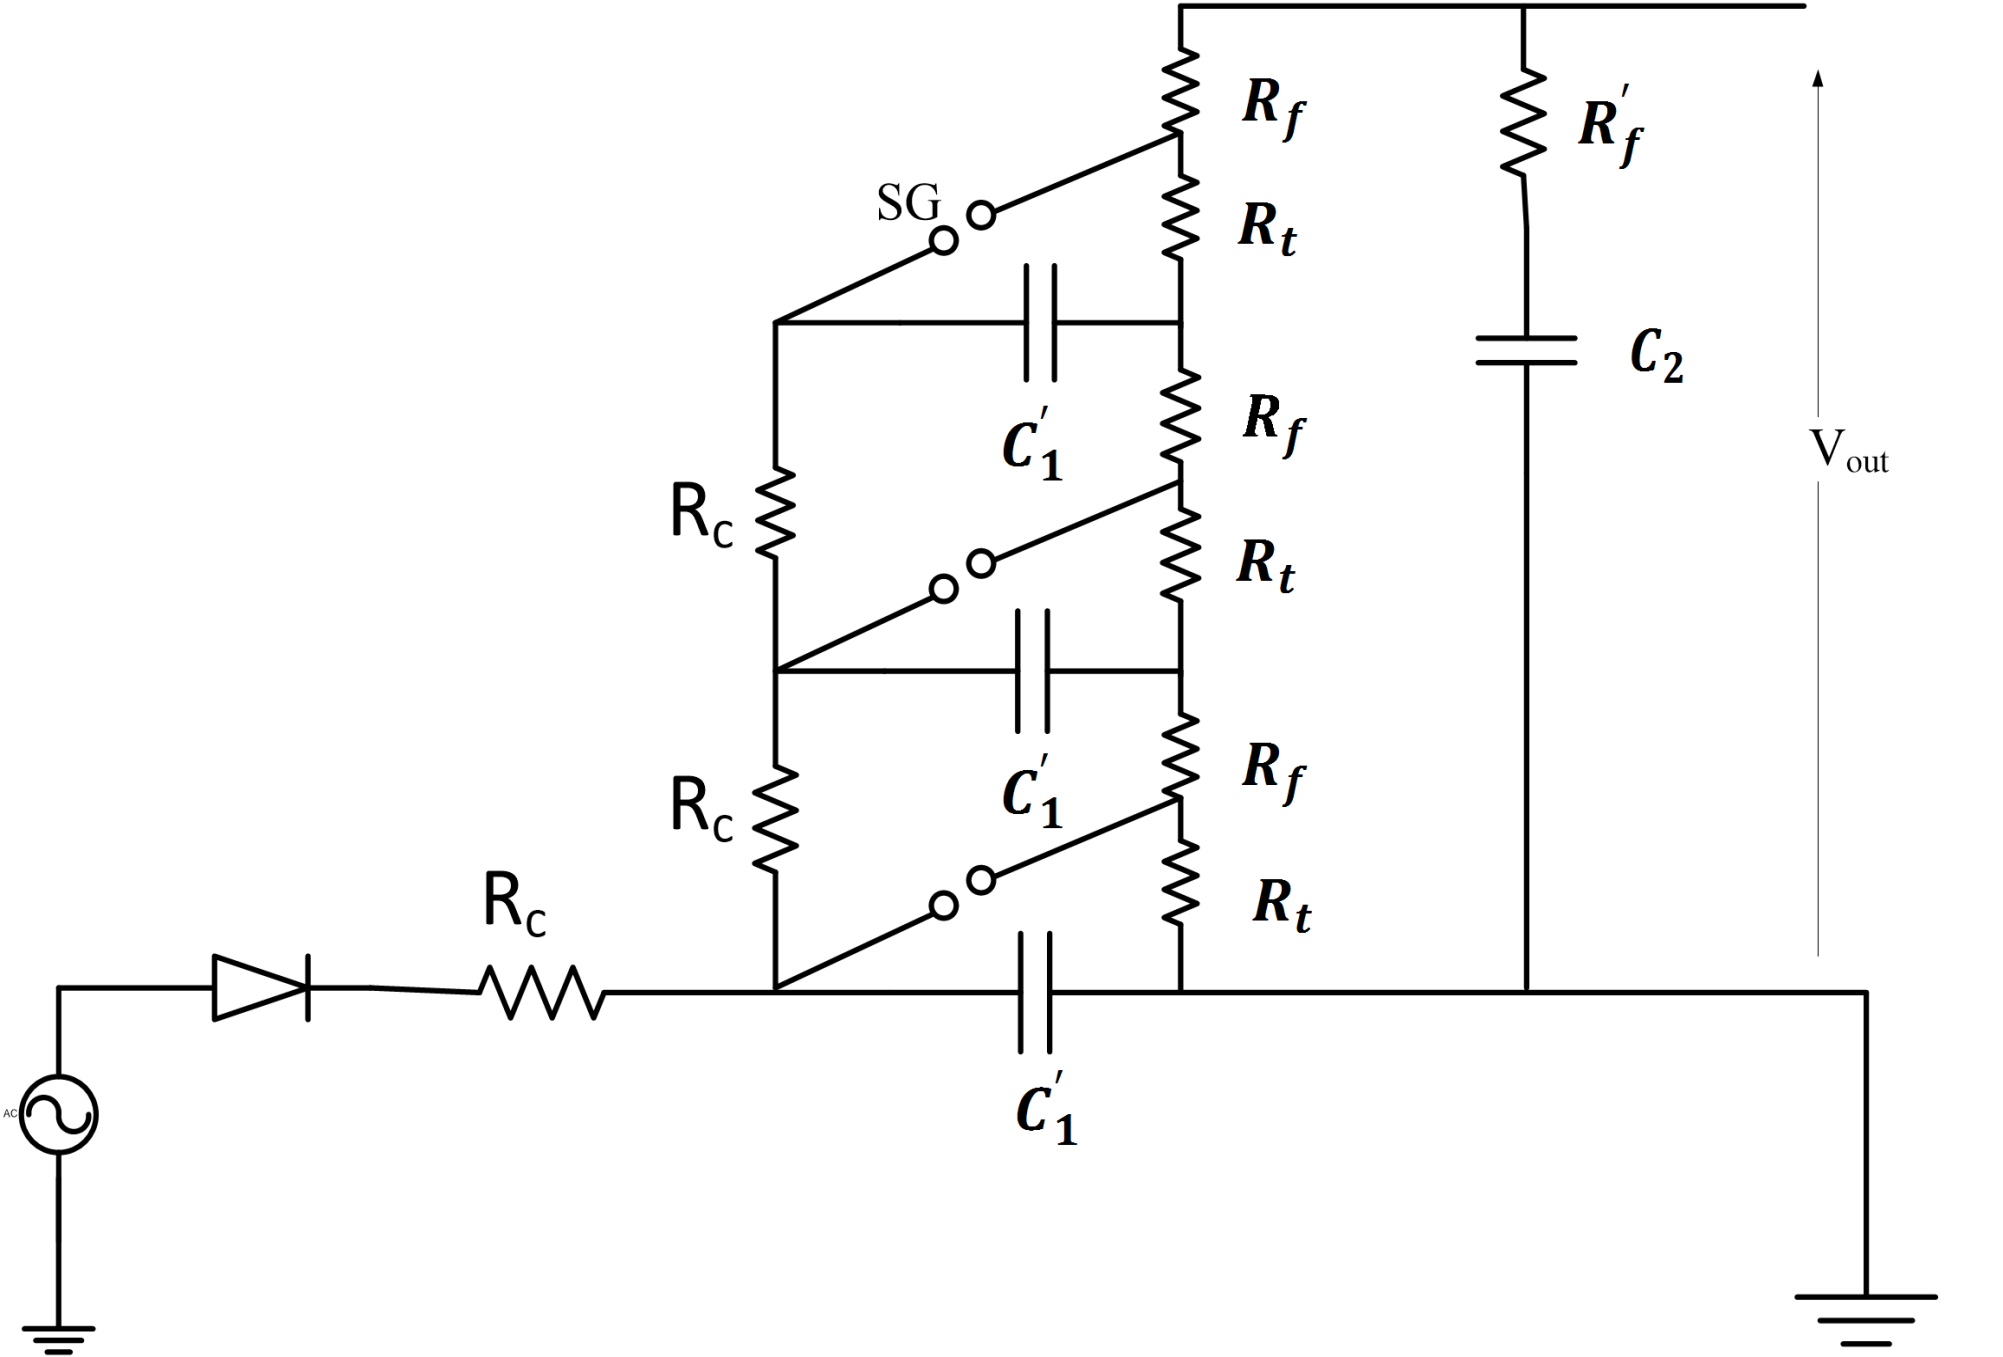 R_f
R'_f
SG
R_t
C_2
C'_1
R_f
V_out
R_C
R_t
C'_1
R_f
R_C
R_C
R_t
AC
C'_1